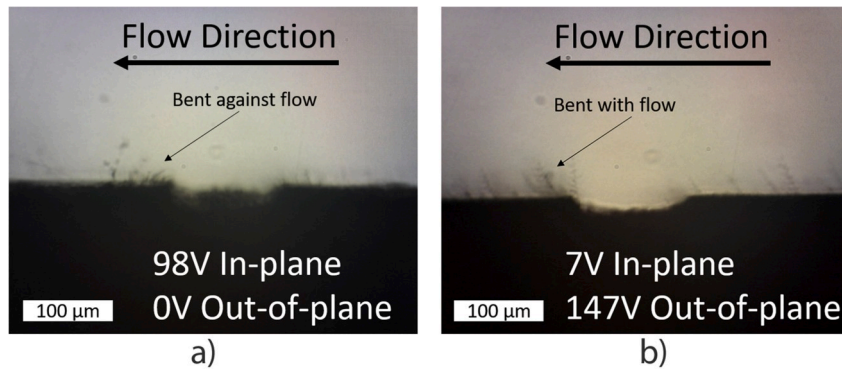 Flow Direction
Bent against flow
98V In-plane
0V Out-of-plane
100 µm
a)
Flow Direction
Bent with flow
7V In-plane
147V Out-of-plane
100 µm
b)